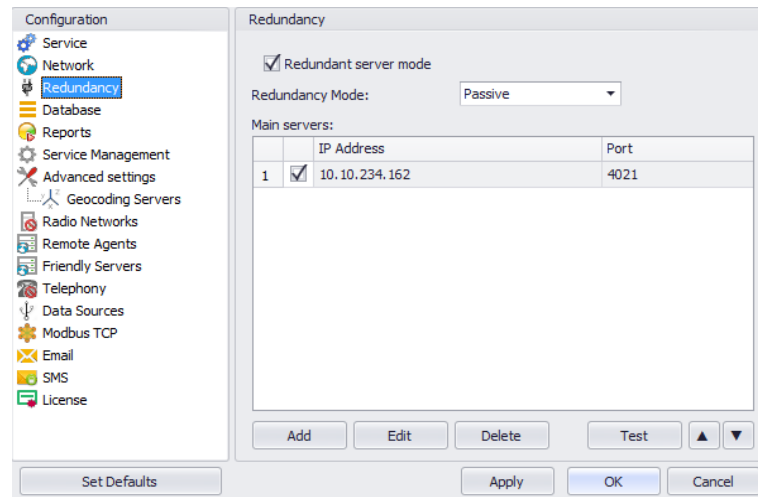 Configuration
Service
Network
Redundancy
Database
Reports
Service Management
Advanced settings
Geocoding Servers
Radio Networks
Remote Agents
Friendly Servers
Telephony
Data Sources
Modbus TCP
Email
SMS
License
Set Defaults
Redundancy
Redundant server mode
Redundancy Mode: Passive
Main servers:
IP Address Port
1 10.10.234.162 4021
Add Edit Delete Test
Apply OK Cancel